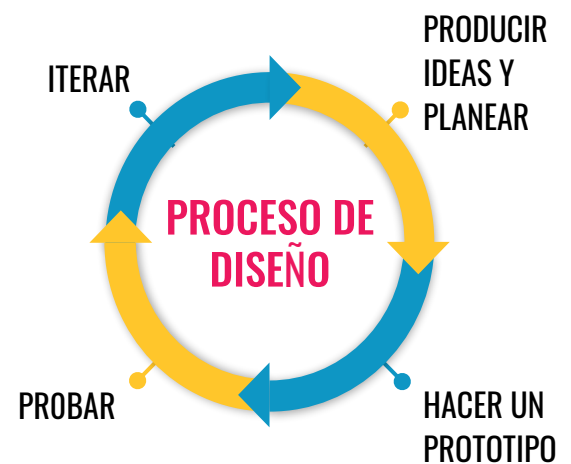 PRODUCIR
IDEAS Y
PLANEAR
ITERAR
PROCESO DE
DISEÑO
PROBAR
HACER UN
PROTOTIPO